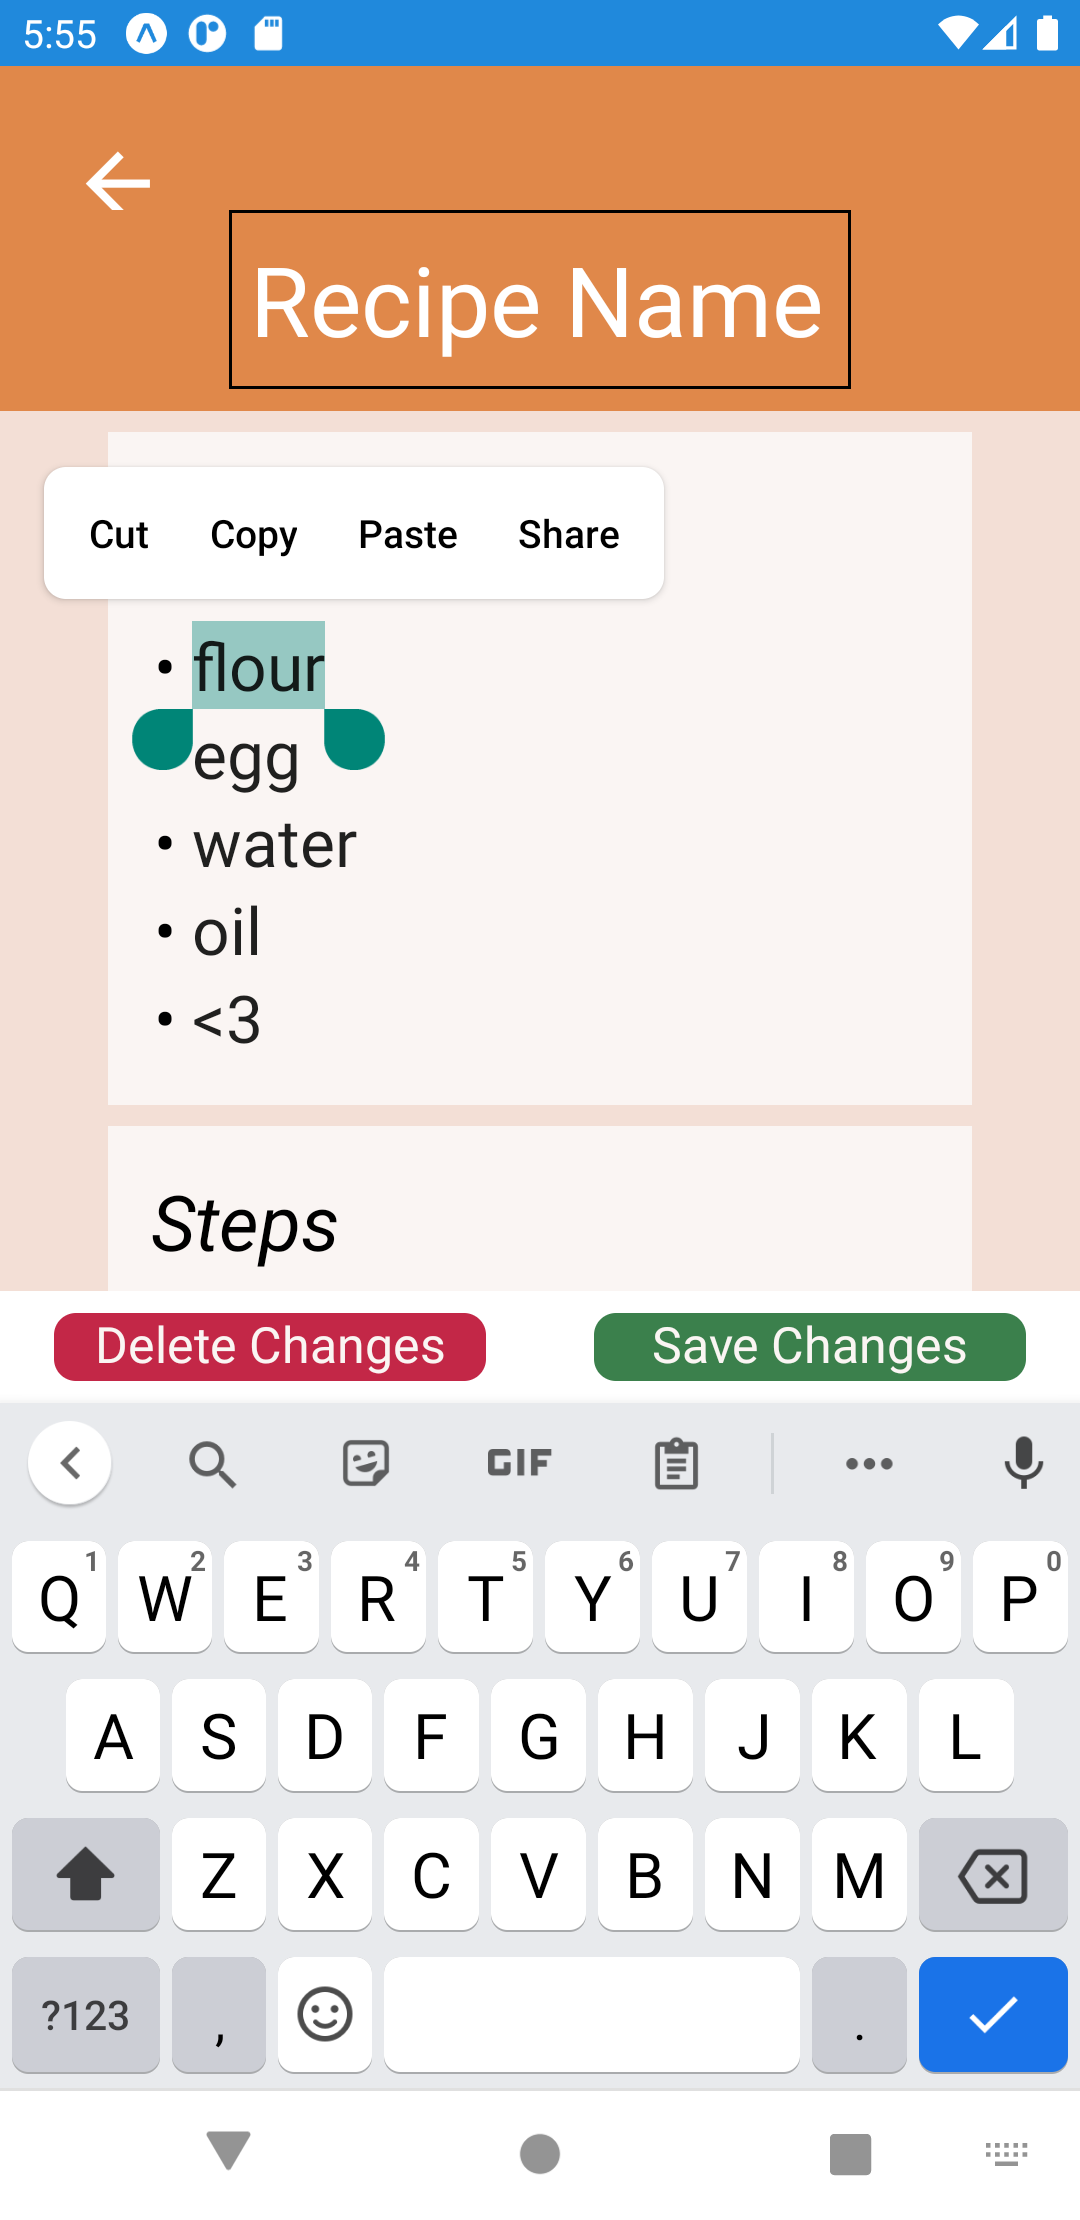 5:55
Recipe Name
Cut Copy Paste Share
• flour
egg
• water
• oil
• <3
Steps
Delete Changes Save Changes
GIF
Q 1 W 2 E 3 R 4 T 5 Y 6 U 7 I 8 O 9 P 0
A S D F G H J K L
Z X C V B N M
?123 , .